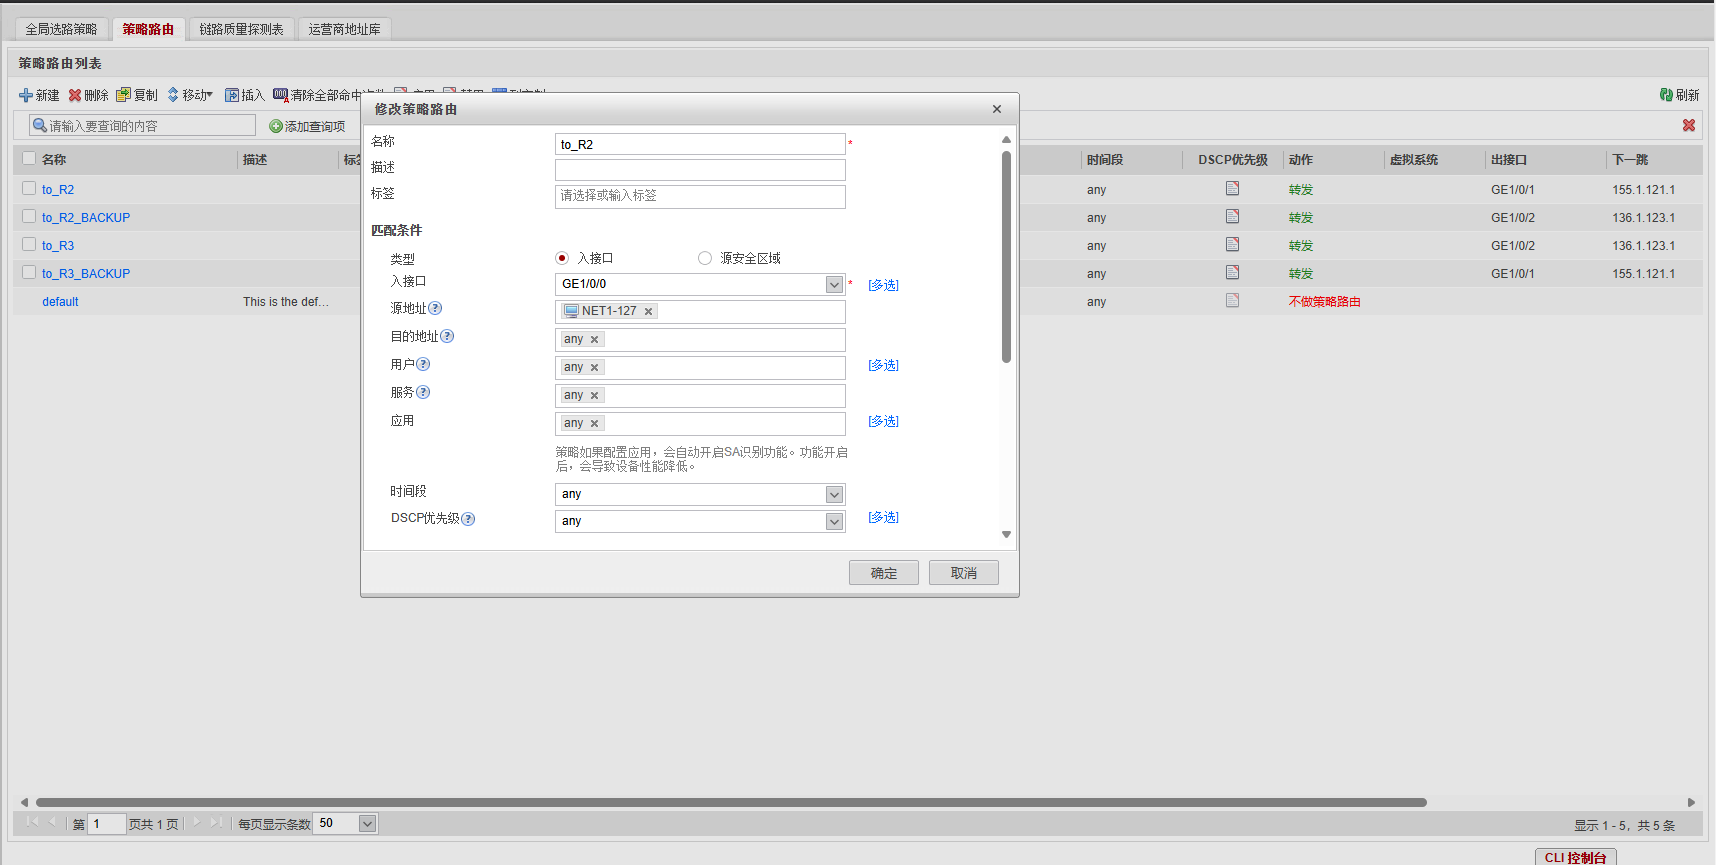 全局选路策略 策略路由 链路质量探测表 运营商地址库
策略路由列表
新建 删除 复制 移动 插入 清除全部命中 刷新
请输入要查询的内容 添加查询项
名称 描述 标签 时间段 DSCP优先级 动作 虚拟系统 出接口 下一跳
to_R2 any 转发 GE1/0/1 155.1.121.1
to_R2_BACKUP any 转发 GE1/0/2 136.1.123.1
to_R3 any 转发 GE1/0/2 136.1.123.1
to_R3_BACKUP any 转发 GE1/0/1 155.1.121.1
default This is the def... any 不做策略路由
修改策略路由
名称 to_R2 *
描述
标签 请选择或输入标签
匹配条件
类型 入接口 源安全区域
入接口 GE1/0/0 * [多选]
源地址 NET1-127
目的地址 any
用户 any [多选]
服务 any
应用 any [多选]
策略如果配置应用，会自动开启SA识别功能。功能开启
后，会导致设备性能降低。
时间段 any
DSCP优先级 any [多选]
确定 取消
第 1 页共 1 页 每页显示条数 50 显示 1 - 5，共 5 条
CLI 控制台